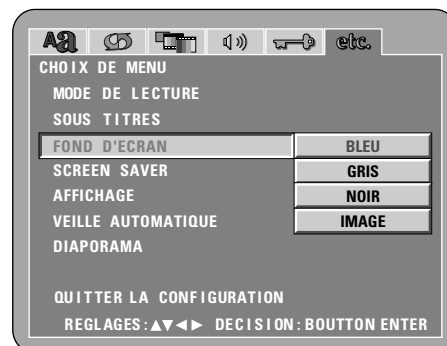 Aa etc.
CHOIX DE MENU
MODE DE LECTURE
SOUS TITRES
FOND D'ECRAN BLEU
SCREEN SAVER GRIS
AFFICHAGE NOIR
VEILLE AUTOMATIQUE IMAGE
DIAPORAMA
QUITTER LA CONFIGURATION
REGLAGES:▲▼◄► DECISION:BOUTTON ENTER